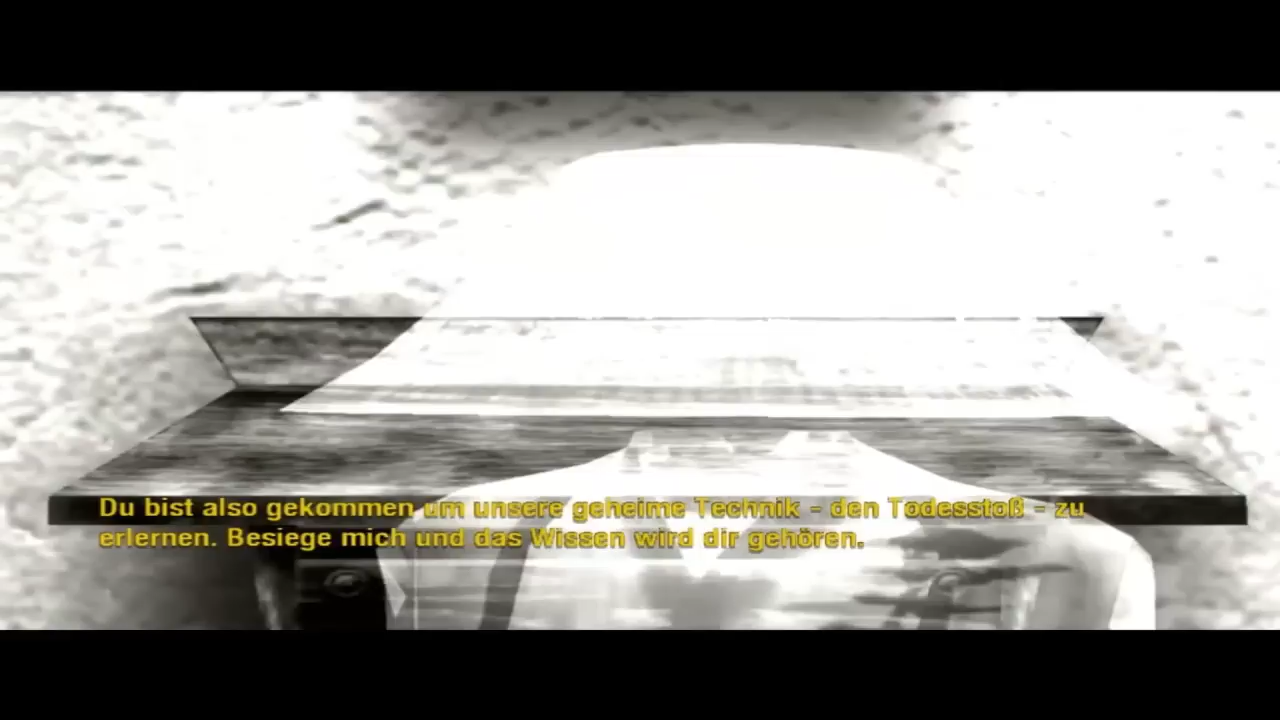 Du bist also gekommen um unsere geheime Technik - den Todesstoß - zu
erlernen. Besiege mich und das Wissen wird dir gehören.